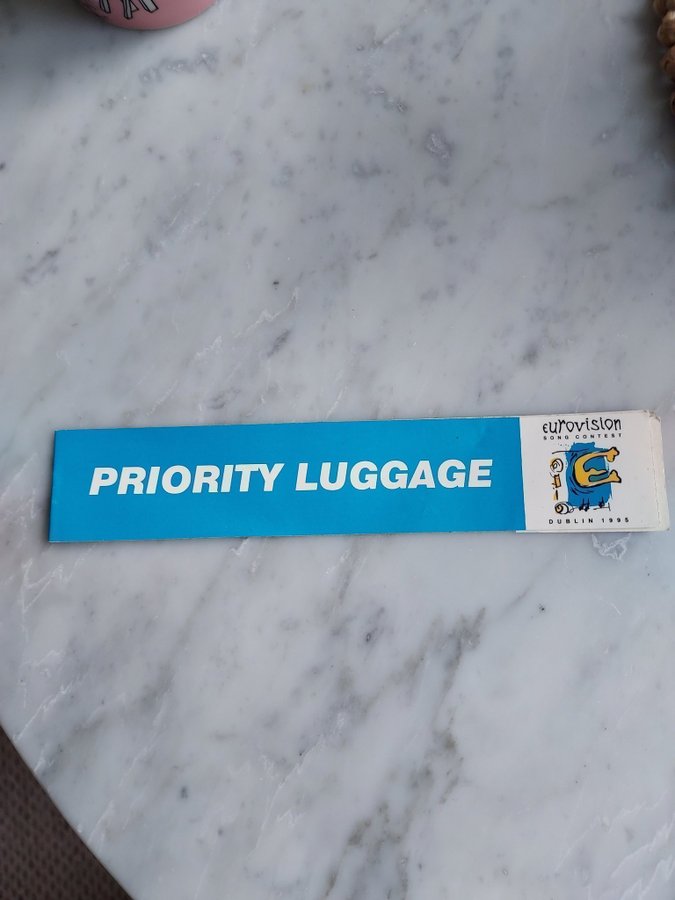 PRIORITY LUGGAGE
eurovision
SONG CONTEST
DUBLIN 1995